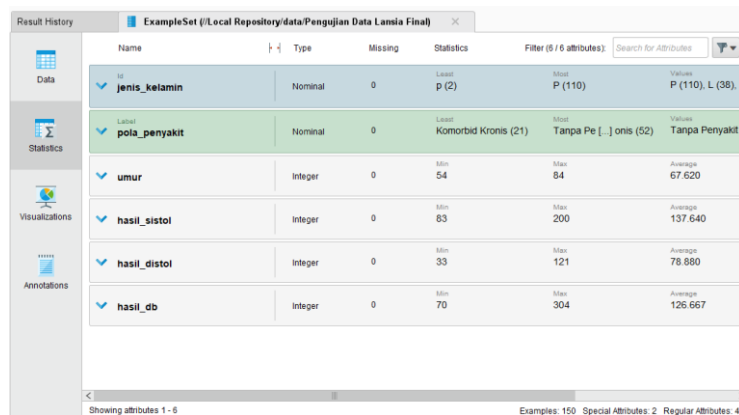 Result History
ExampleSet (//Local Repository/data/Pengujian Data Lansia Final)
Data
Statistics
Visualizations
Annotations
Name Type Missing Statistics Filter (6 / 6 attributes): Search for Attributes
Id
jenis_kelamin Nominal 0 Least p (2) Most P (110) Values P (110), L (38),
Label
pola_penyakit Nominal 0 Least Komorbid Kronis (21) Most Tanpa Pe [...] onis (52) Values Tanpa Penyakit
umur Integer 0 Min 54 Max 84 Average 67.620
hasil_sistol Integer 0 Min 83 Max 200 Average 137.640
hasil_distol Integer 0 Min 33 Max 121 Average 78.880
hasil_db Integer 0 Min 70 Max 304 Average 126.667
Showing attributes 1 - 6
Examples: 150 Special Attributes: 2 Regular Attributes: 4